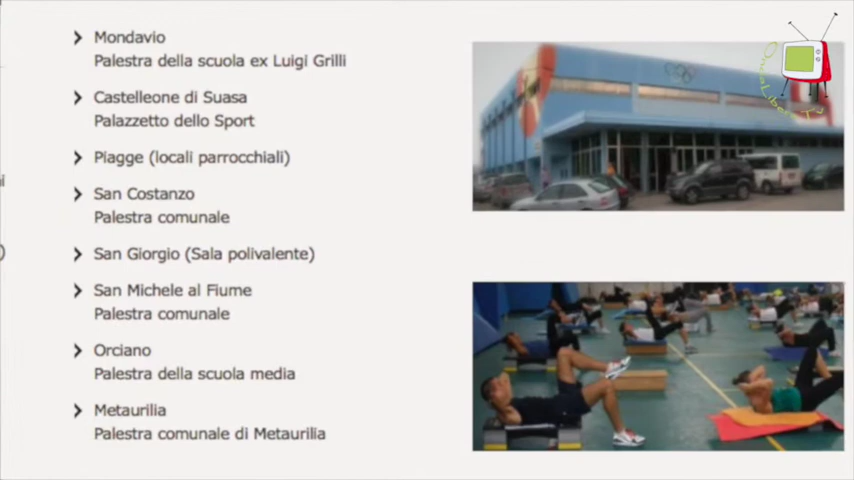 Mondavio
Palestra della scuola ex Luigi Grilli
Castelleone di Suasa
Palazzetto dello Sport
Piagge (locali parrocchiali)
San Costanzo
Palestra comunale
San Giorgio (Sala polivalente)
San Michele al Fiume
Palestra comunale
Orciano
Palestra della scuola media
Metaurilia
Palestra comunale di Metaurilia